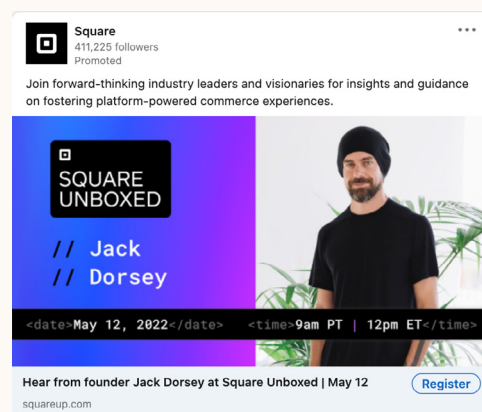 Square
411,225 followers
Promoted
Join forward-thinking industry leaders and visionaries for insights and guidance
on fostering platform-powered commerce experiences.
SQUARE
UNBOXED
// Jack
// Dorsey
<date>May 12, 2022</date> <time>9am PT | 12pm ET</time>
Hear from founder Jack Dorsey at Square Unboxed | May 12
Register
squareup.com